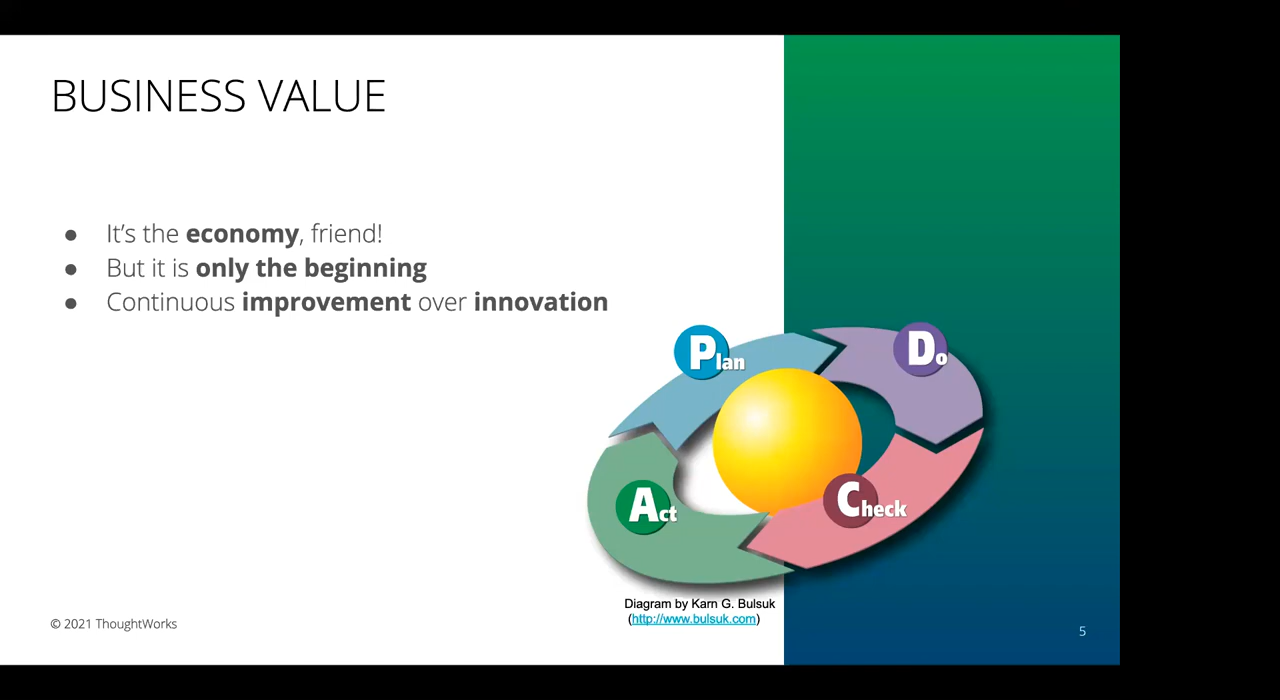 BUSINESS VALUE
● It’s the economy, friend!
● But it is only the beginning
● Continuous improvement over innovation
Plan
Do
Check
Act
Diagram by Karn G. Bulsuk
(http://www.bulsuk.com)
© 2021 ThoughtWorks
5